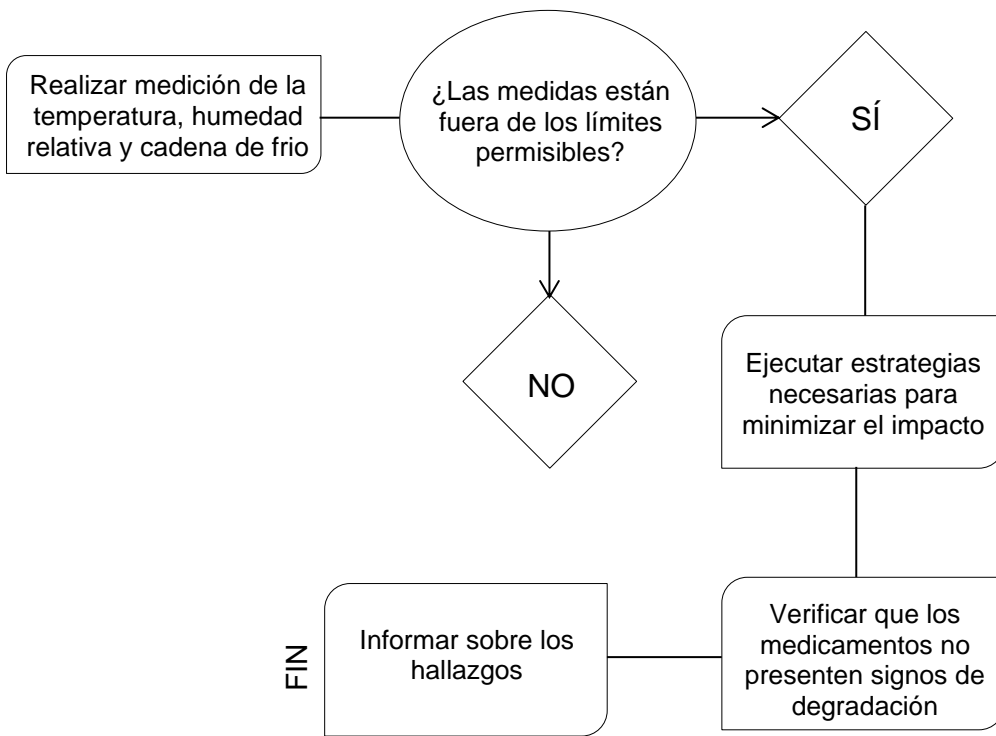 Realizar medición de la
temperatura, humedad
relativa y cadena de frio
¿Las medidas están
fuera de los límites
permisibles?
SÍ
NO
Ejecutar estrategias
necesarias para
minimizar el impacto
Verificar que los
medicamentos no
presenten signos de
degradación
Informar sobre los
hallazgos
FIN